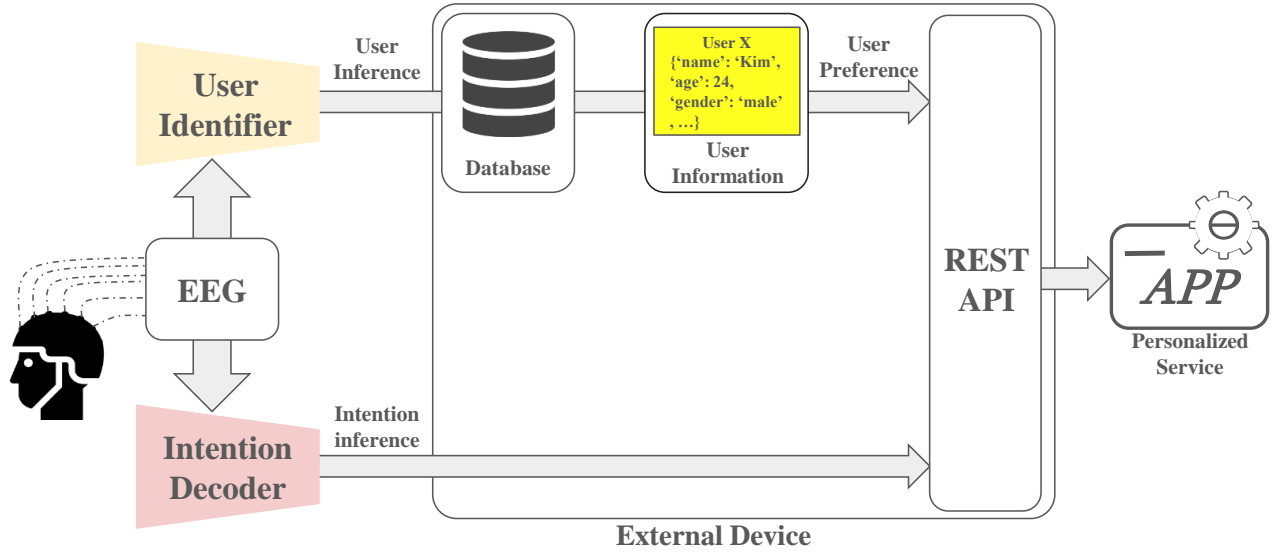 User
Identifier
User
Inference
Database
User X
{‘name’: ‘Kim’,
‘age’: 24,
‘gender’: ‘male’
, …}
User
Information
User
Preference
EEG
REST
API
APP
Personalized
Service
Intention
Decoder
Intention
inference
External Device